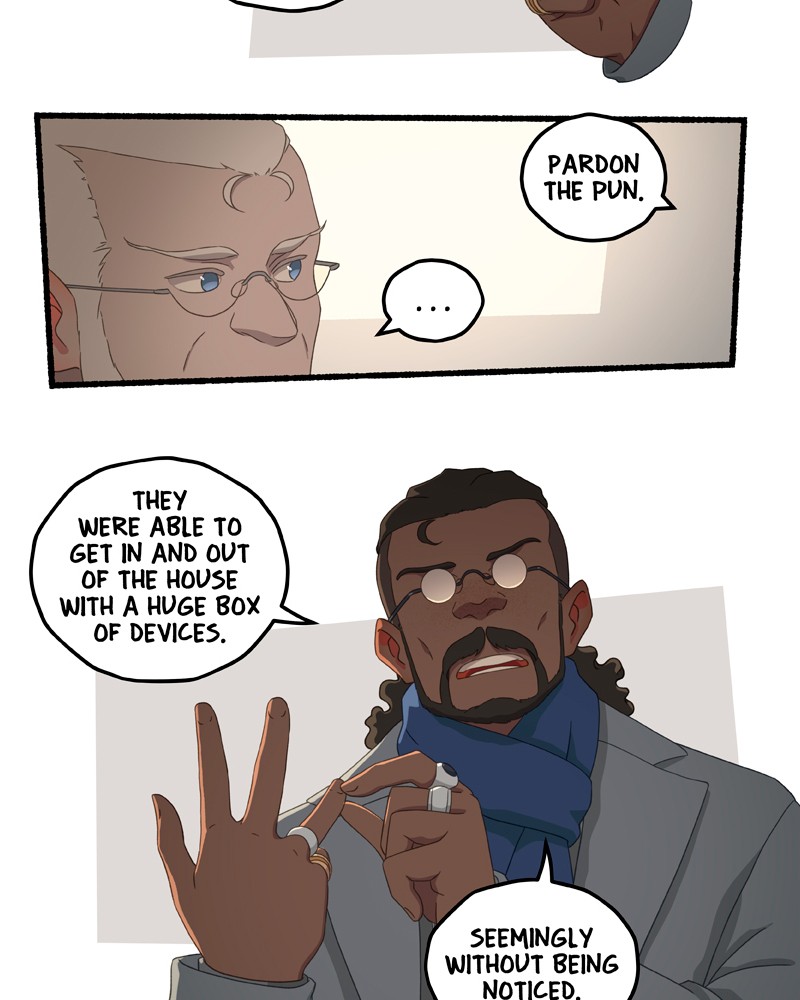 PARDON
THE PUN.
...
THEY
WERE ABLE TO
GET IN AND OUT
OF THE HOUSE
WITH A HUGE BOX
OF DEVICES.
SEEMINGLY
WITHOUT BEING
NOTICED.